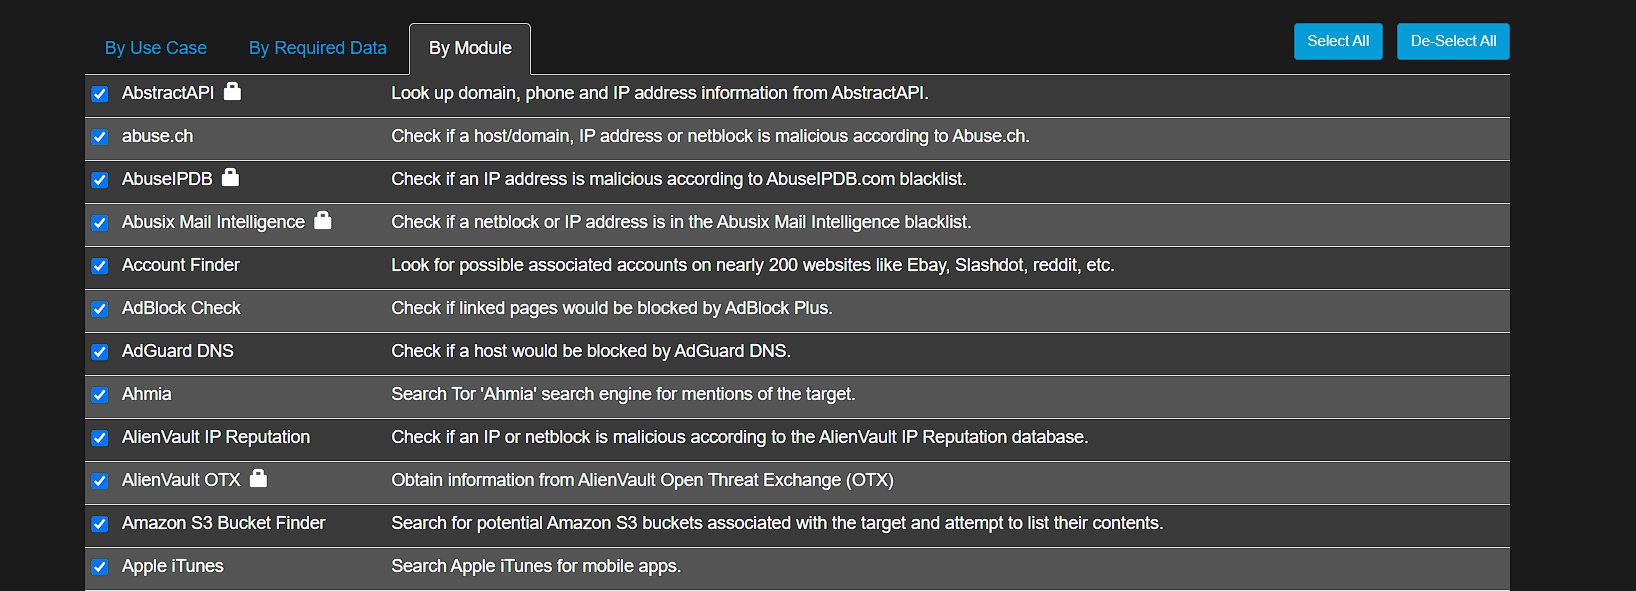 By Use Case By Required Data By Module Select All De-Select All
AbstractAPI Look up domain, phone and IP address information from AbstractAPI.
abuse.ch Check if a host/domain, IP address or netblock is malicious according to Abuse.ch.
AbuseIPDB Check if an IP address is malicious according to AbuseIPDB.com blacklist.
Abusix Mail Intelligence Check if a netblock or IP address is in the Abusix Mail Intelligence blacklist.
Account Finder Look for possible associated accounts on nearly 200 websites like Ebay, Slashdot, reddit, etc.
AdBlock Check Check if linked pages would be blocked by AdBlock Plus.
AdGuard DNS Check if a host would be blocked by AdGuard DNS.
Ahmia Search Tor 'Ahmia' search engine for mentions of the target.
AlienVault IP Reputation Check if an IP or netblock is malicious according to the AlienVault IP Reputation database.
AlienVault OTX Obtain information from AlienVault Open Threat Exchange (OTX)
Amazon S3 Bucket Finder Search for potential Amazon S3 buckets associated with the target and attempt to list their contents.
Apple iTunes Search Apple iTunes for mobile apps.